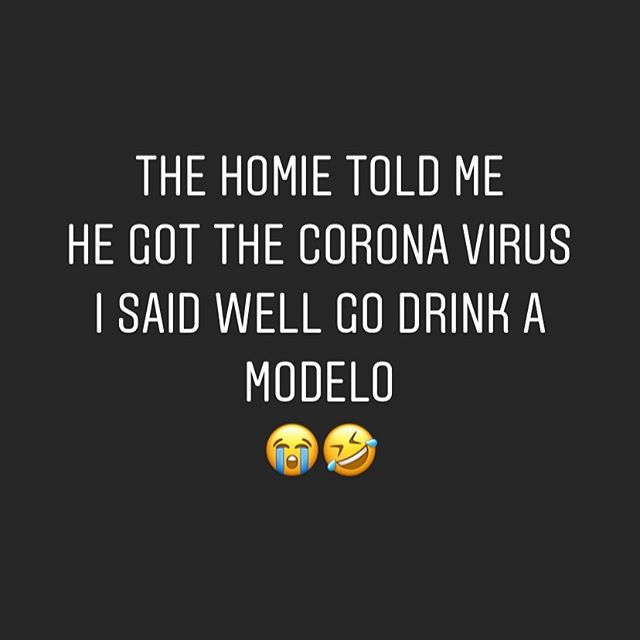 THE HOMIE TOLD ME
HE GOT THE CORONA VIRUS
I SAID WELL GO DRINK A
MODELO
😭🤣